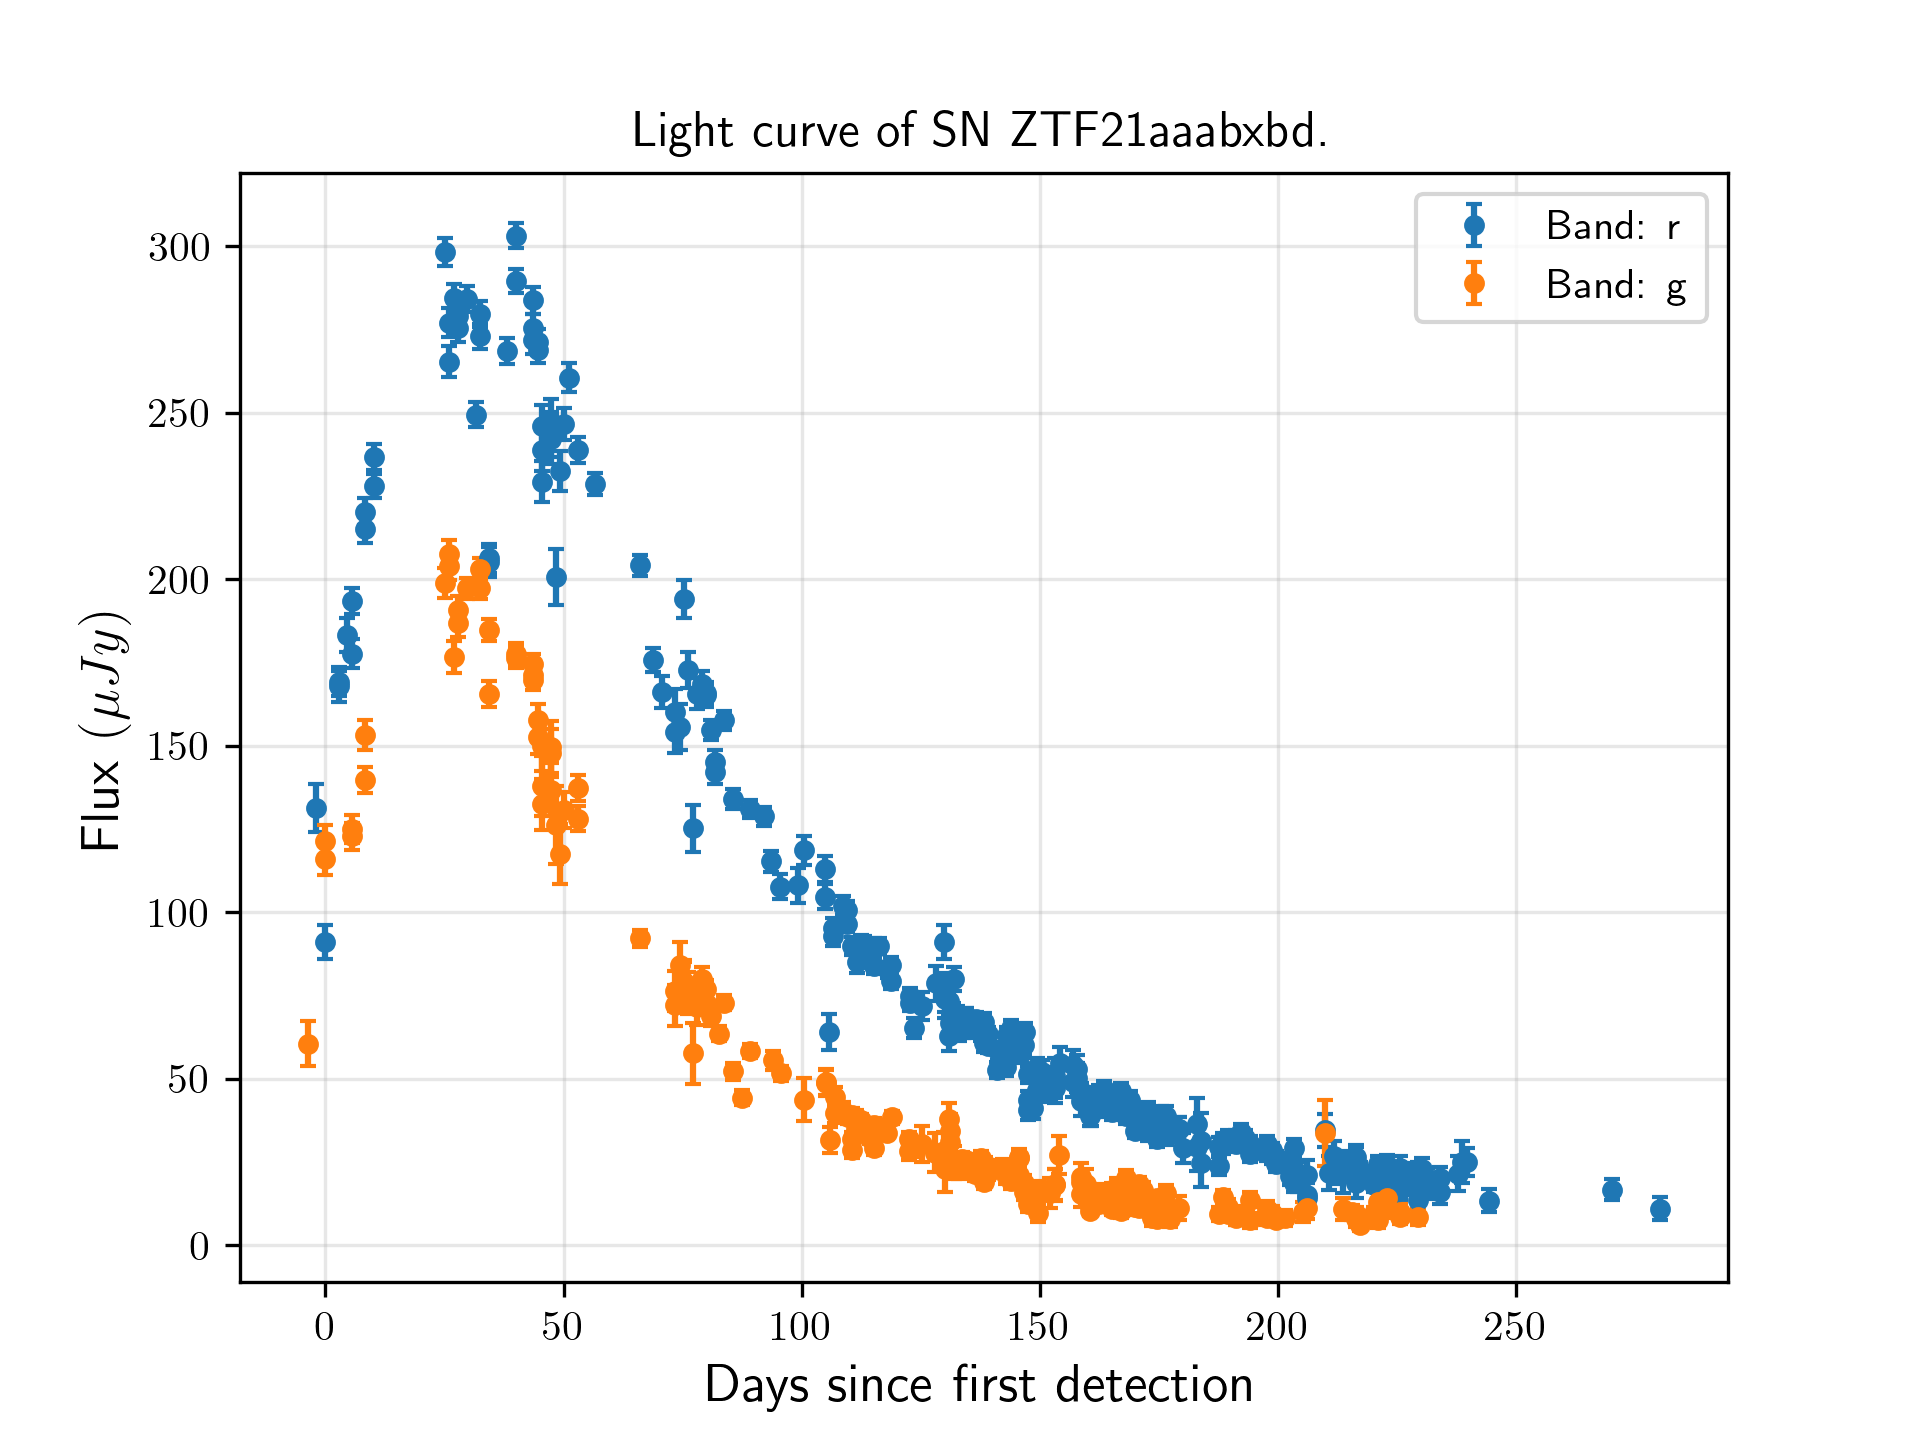 Light curve of SN ZTF21aaabxbd.
Band: r
Band: g
Flux (μJy)
300
250
200
150
100
50
0
0 50 100 150 200 250
Days since first detection